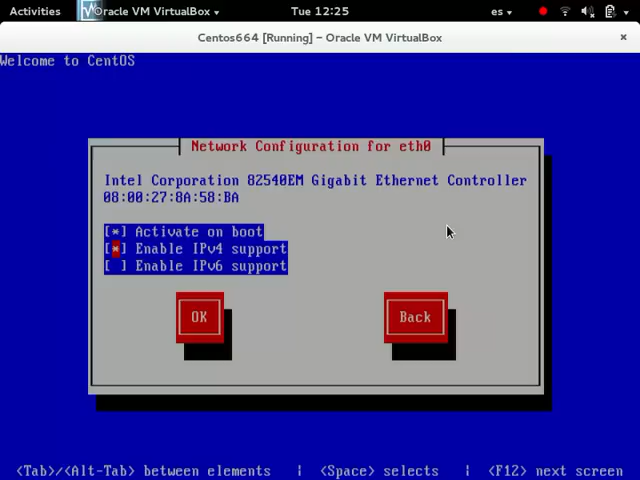 Activities Oracle VM VirtualBox Tue 12:25 es
Centos664 [Running] – Oracle VM VirtualBox ×
Welcome to CentOS
Network Configuration for eth0
Intel Corporation 82540EM Gigabit Ethernet Controller
08:00:27:8A:58:BA
[*] Activate on boot
[*] Enable IPv4 support
[ ] Enable IPv6 support
OK Back
<Tab>/<Alt-Tab> between elements | <Space> selects | <F12> next screen